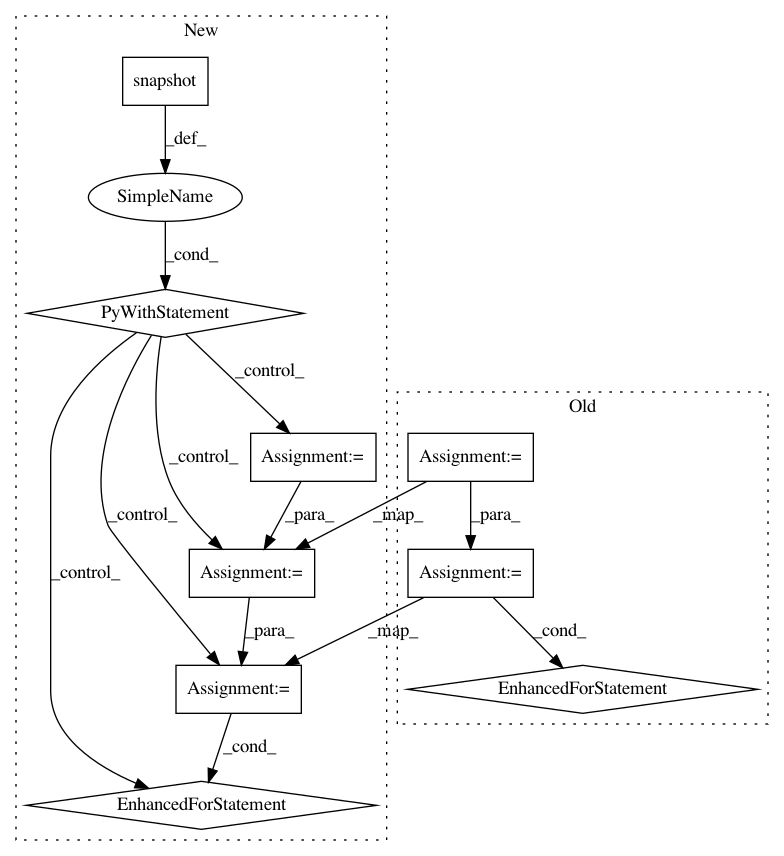 New
snapshot
_def_
SimpleName
_cond_
PyWithStatement
_control_
Old
Assignment:=
Assignment:=
_control_
_control_
_para_
_map_
_para_
Assignment:=
Assignment:=
_control_
_para_
_map_
_cond_
Assignment:=
EnhancedForStatement
_cond_
EnhancedForStatement